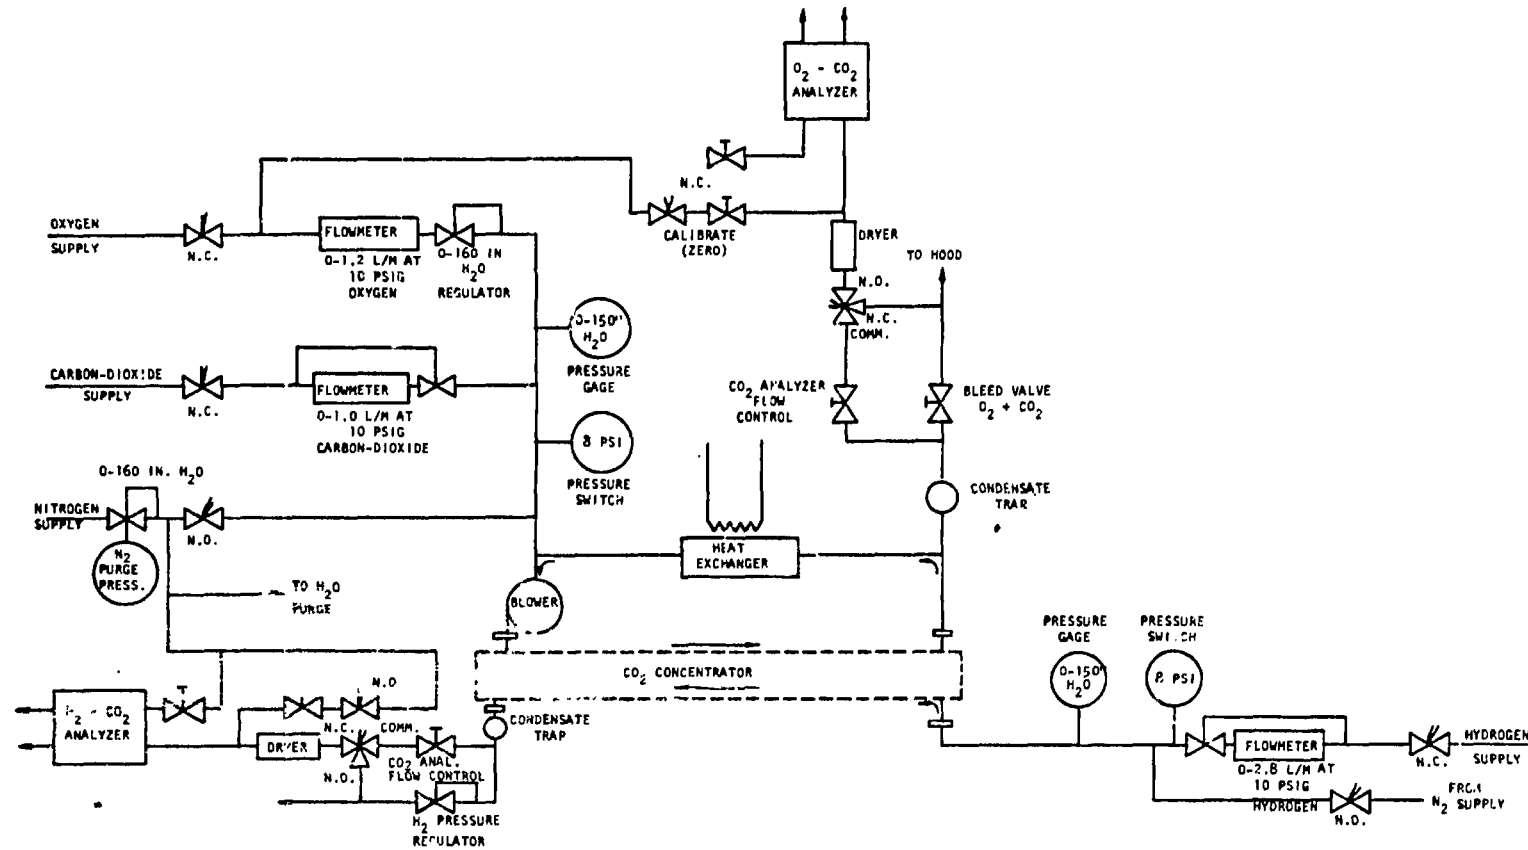 O2 - CO2
ANALYZER
N.C.
OXYGEN
SUPPLY
N.C.
FLOWMETER
0-1.2 L/M AT
10 PSIG
OXYGEN
0-160 IN
H2O
REGULATOR
CALIBRATE
(ZERO)
DRYER
TO HOOD
N.O.
N.C.
COMM.
0-150"
H2O
PRESSURE
GAGE
CARBON-DIOXIDE
SUPPLY
N.C.
FLOWMETER
0-1.0 L/M AT
10 PSIG
CARBON-DIOXIDE
CO2 ANALYZER
FLOW
CONTROL
BLEED VALVE
O2 + CO2
8 PSI
PRESSURE
SWITCH
0-160 IN. H2O
NITROGEN
SUPPLY
N.O.
N2
PURGE
PRESS.
TO H2O
PURGE
CONDENSATE
TRAP
HEAT
EXCHANGER
BLOWER
CO2 CONCENTRATOR
PRESSURE
GAGE
0-150"
H2O
PRESSURE
SWITCH
8 PSI
H2 - CO2
ANALYZER
N.O
N.C.
COMM.
DRYER
N.O.
CO2 ANAL.
FLOW CONTROL
CONDENSATE
TRAP
H2 PRESSURE
REGULATOR
FLOWMETER
0-2.8 L/M AT
10 PSIG
HYDROGEN
HYDROGEN
SUPPLY
N.C.
N.O.
FROM
N2 SUPPLY